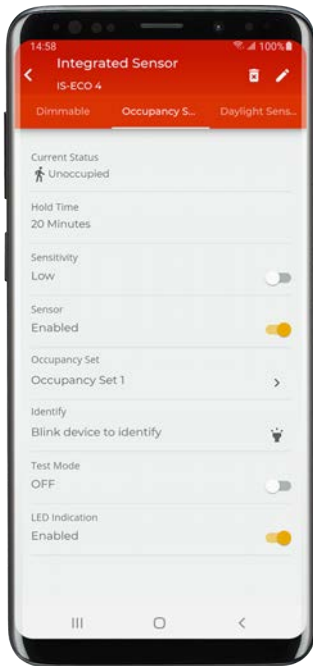 14:58
100%
Integrated Sensor
IS-ECO 4
Dimmable Occupancy S... Daylight Sens...
Current Status
Unoccupied
Hold Time
20 Minutes
Sensitivity
Low
Sensor
Enabled
Occupancy Set
Occupancy Set 1
Identify
Blink device to identify
Test Mode
OFF
LED Indication
Enabled